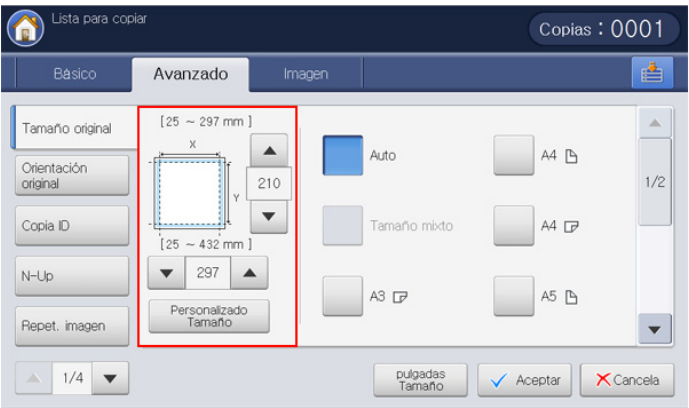 Lista para copiar
Copias : 0001
Básico
Avanzado
Imagen
Tamaño original
Orientación
original
Copia ID
N-Up
Repet. imagen
1/4
[25 ~ 297 mm ]
X
Y
210
[25 ~ 432 mm ]
297
Personalizado
Tamaño
Auto
A4
Tamaño mixto
A4
A3
A5
1/2
pulgadas
Tamaño
Aceptar
Cancela